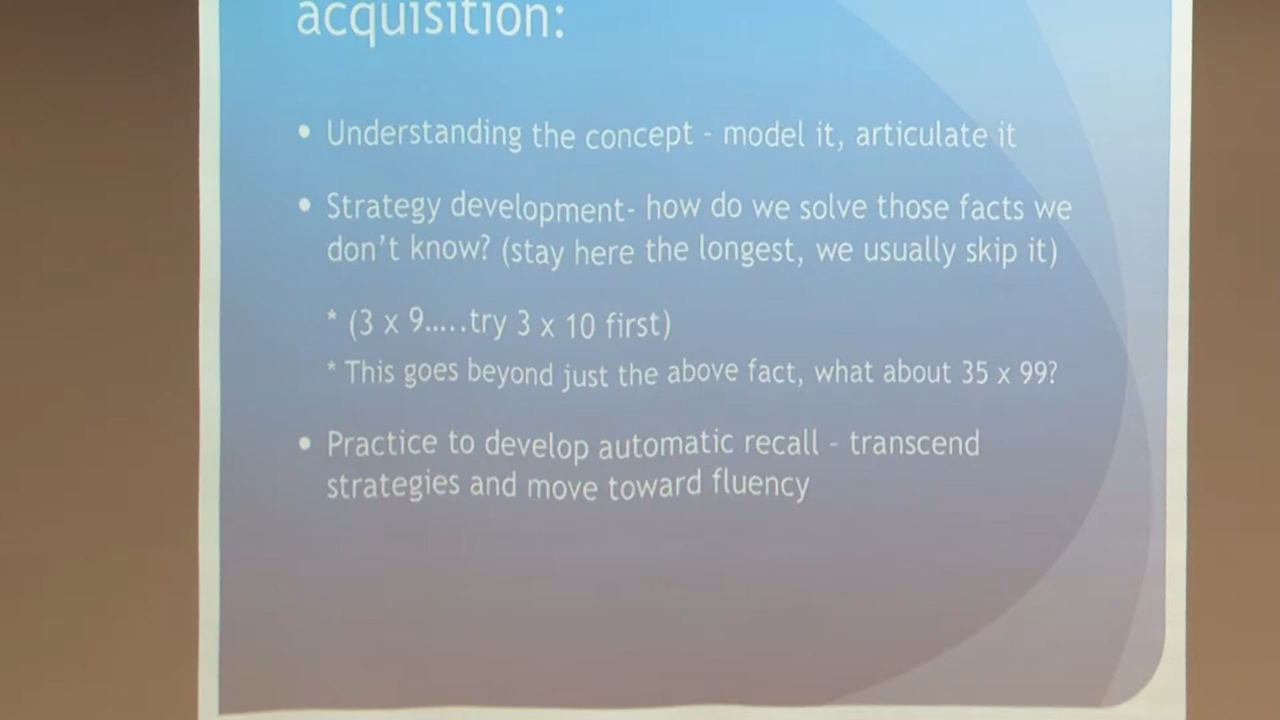 acquisition:
• Understanding the concept - model it, articulate it
• Strategy development- how do we solve those facts we
don't know? (stay here the longest, we usually skip it)
* (3 x 9.....try 3 x 10 first)
* This goes beyond just the above fact, what about 35 x 99?
• Practice to develop automatic recall - transcend
strategies and move toward fluency